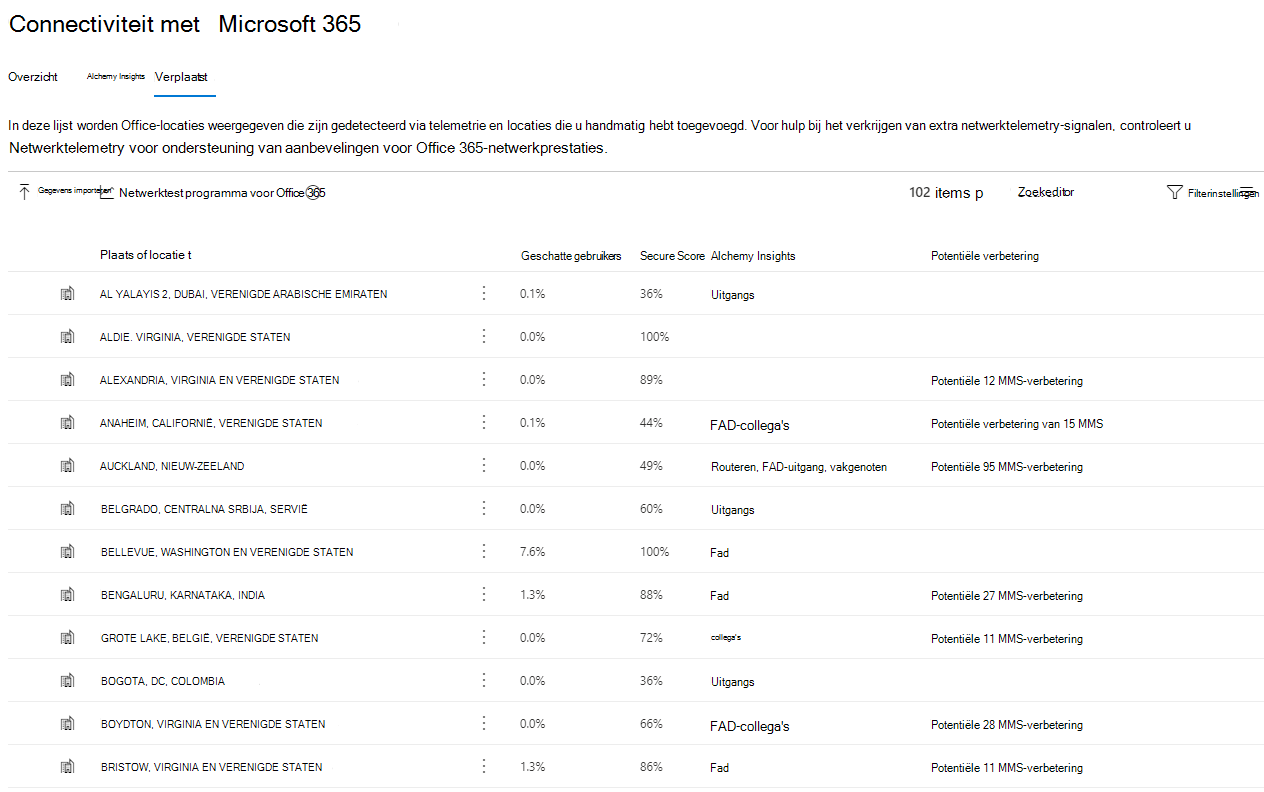 Connectiviteit met Microsoft 365
Overzicht Alchemy Insights Verplaatst
In deze lijst worden Office-locaties weergegeven die zijn gedetecteerd via telemetrie en locaties die u handmatig hebt toegevoegd. Voor hulp bij het verkrijgen van extra netwerktelemetry-signalen, controleert u
Netwerktelemetry voor ondersteuning van aanbevelingen voor Office 365-netwerkprestaties.
Gegevens importeren Netwerktest programma voor Office 365 102 items p Zoekeditor Filterinstellingen
Plaats of locatie t Geschatte gebruikers Secure Score Alchemy Insights Potentiële verbetering
AL YALAYIS 2, DUBAI, VERENIGDE ARABISCHE EMIRATEN 0.1% 36% Uitgangs
ALDIE. VIRGINIA, VERENIGDE STATEN 0.0% 100%
ALEXANDRIA, VIRGINIA EN VERENIGDE STATEN 0.0% 89% Potentiële 12 MMS-verbetering
ANAHEIM, CALIFORNIË, VERENIGDE STATEN 0.1% 44% FAD-collega's Potentiële verbetering van 15 MMS
AUCKLAND, NIEUW-ZEELAND 0.0% 49% Routeren, FAD-uitgang, vakgenoten Potentiële 95 MMS-verbetering
BELGRADO, CENTRALNA SRBIJA, SERVIË 0.0% 60% Uitgangs
BELLEVUE, WASHINGTON EN VERENIGDE STATEN 7.6% 100% Fad
BENGALURU, KARNATAKA, INDIA 1.3% 88% Fad Potentiële 27 MMS-verbetering
GROTE LAKE, BELGIË, VERENIGDE STATEN 0.0% 72% collega's Potentiële 11 MMS-verbetering
BOGOTA, DC, COLOMBIA 0.0% 36% Uitgangs
BOYDTON, VIRGINIA EN VERENIGDE STATEN 0.0% 66% FAD-collega's Potentiële 28 MMS-verbetering
BRISTOW, VIRGINIA EN VERENIGDE STATEN 1.3% 86% Fad Potentiële 11 MMS-verbetering